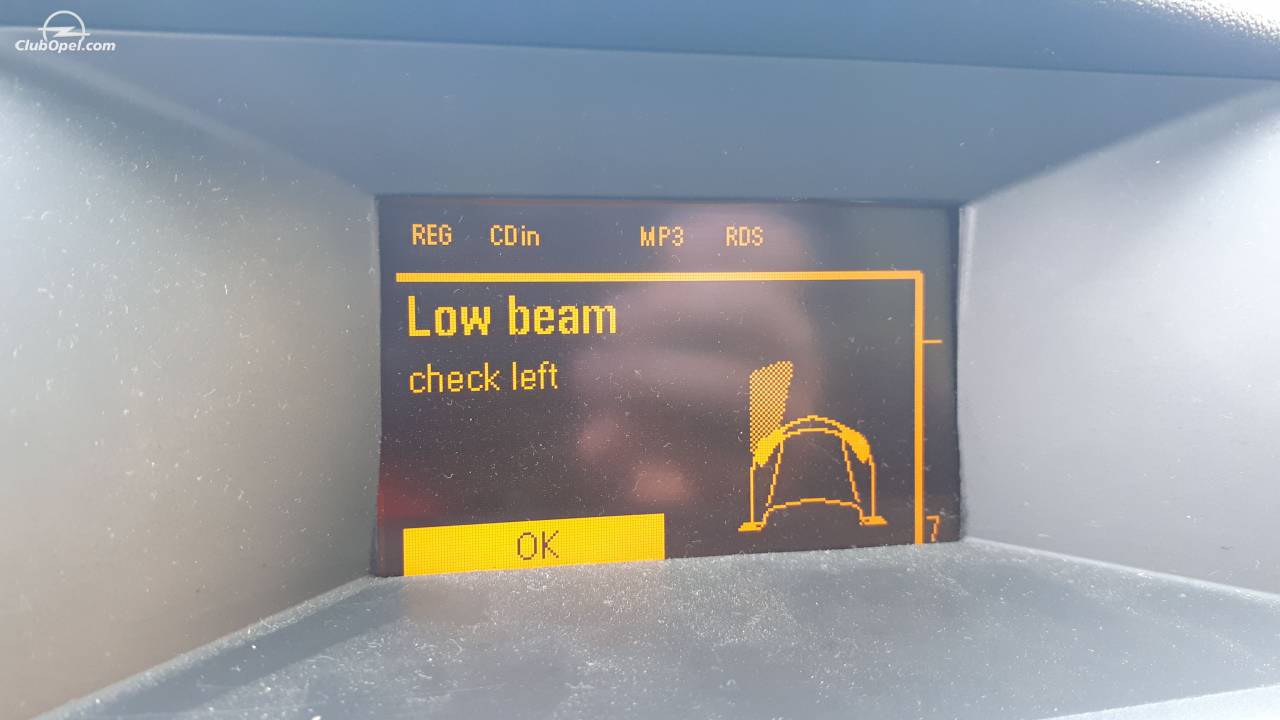 ClubOpel.com
REG CDin MP3 RDS
Low beam
check left
OK
7